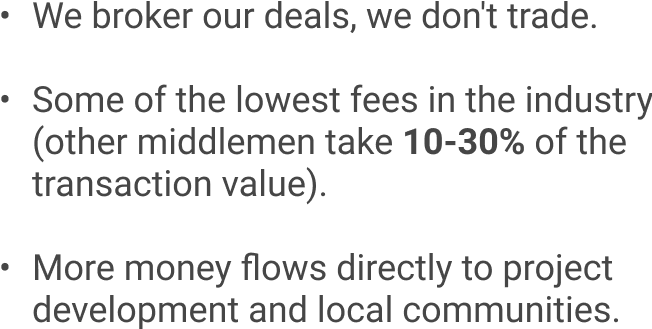 • We broker our deals, we don't trade.
• Some of the lowest fees in the industry
(other middlemen take 10-30% of the
transaction value).
• More money flows directly to project
development and local communities.